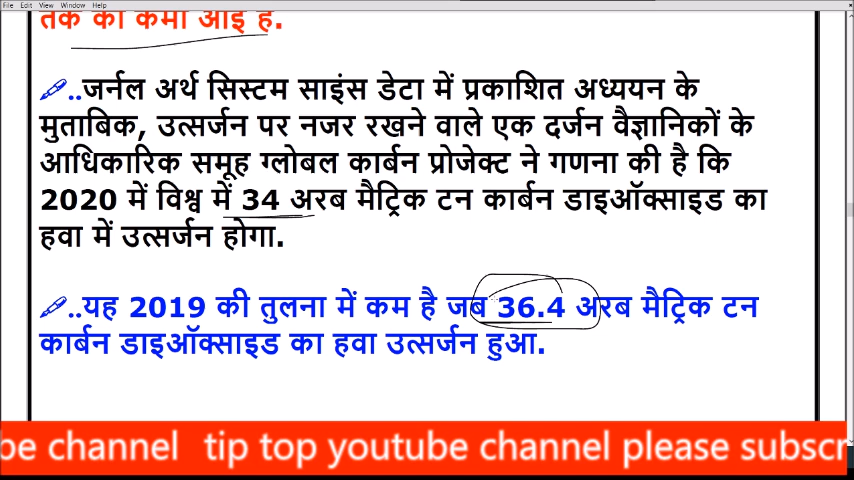 File Edit View Window Help
तक की कमी आई है.
..जर्नल अर्थ सिस्टम साइंस डेटा में प्रकाशित अध्ययन के
मुताबिक, उत्सर्जन पर नजर रखने वाले एक दर्जन वैज्ञानिकों के
आधिकारिक समूह ग्लोबल कार्बन प्रोजेक्ट ने गणना की है कि
2020 में विश्व में 34 अरब मैट्रिक टन कार्बन डाइऑक्साइड का
हवा में उत्सर्जन होगा.
..यह 2019 की तुलना में कम है जब 36.4 अरब मैट्रिक टन
कार्बन डाइऑक्साइड का हवा उत्सर्जन हुआ.
be channel tip top youtube channel please subscr